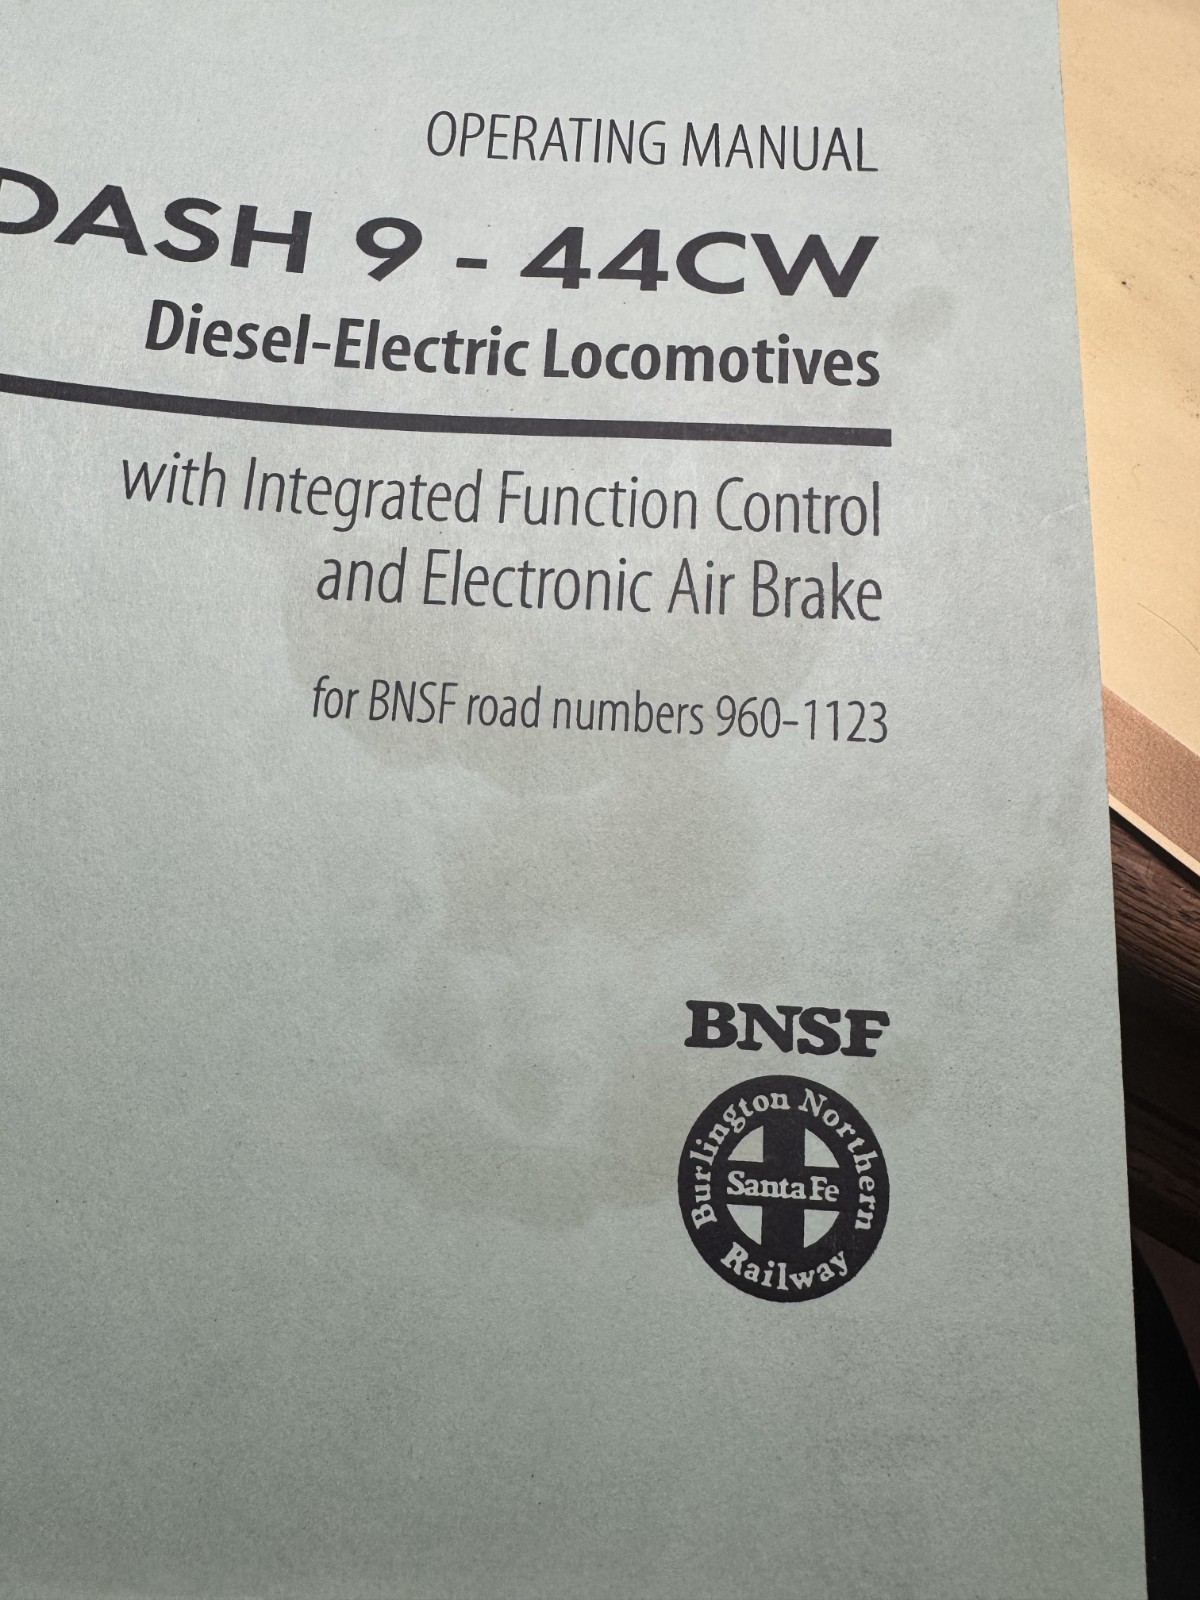 OPERATING MANUAL
DASH 9 - 44CW
Diesel-Electric Locomotives
with Integrated Function Control
and Electronic Air Brake
for BNSF road numbers 960–1123
BNSF
Burlington Northern
Santa Fe
Railway